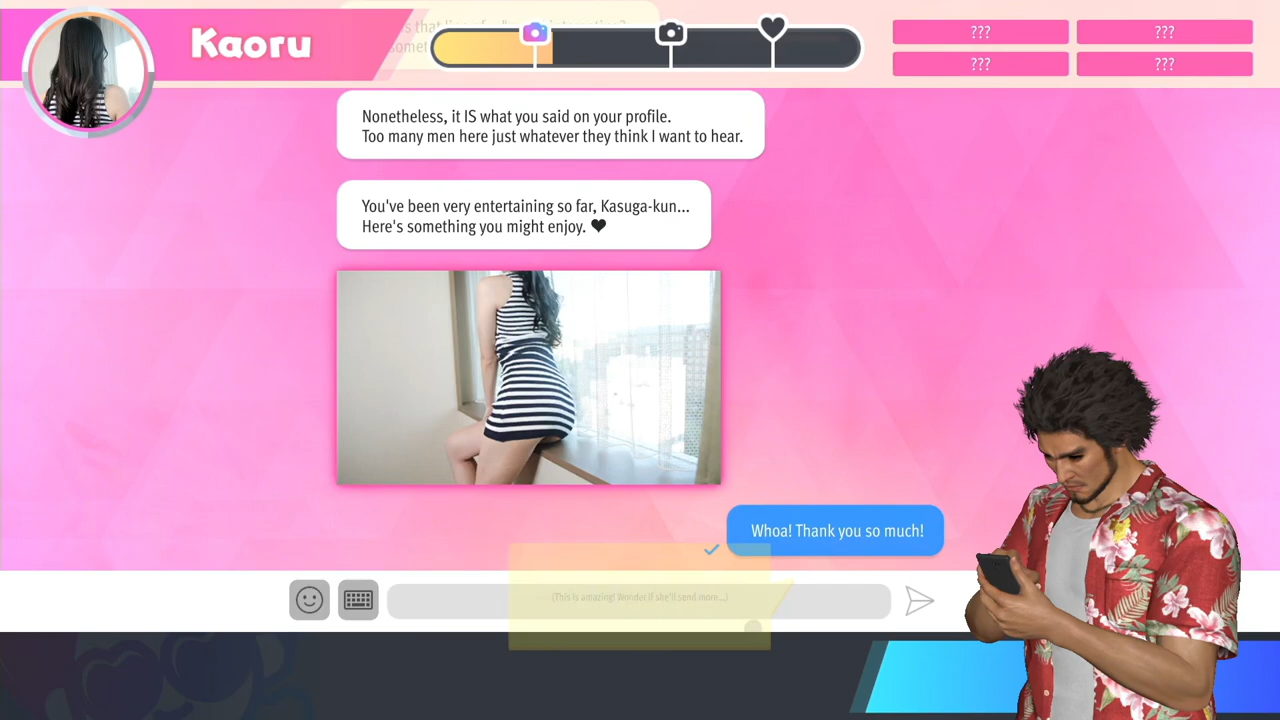 Kaoru
???
???
???
???
Nonetheless, it IS what you said on your profile.
Too many men here just whatever they think I want to hear.
You've been very entertaining so far, Kasuga-kun...
Here's something you might enjoy. ♥
Whoa! Thank you so much!
(This is amazing! Wonder if she'll send more...)